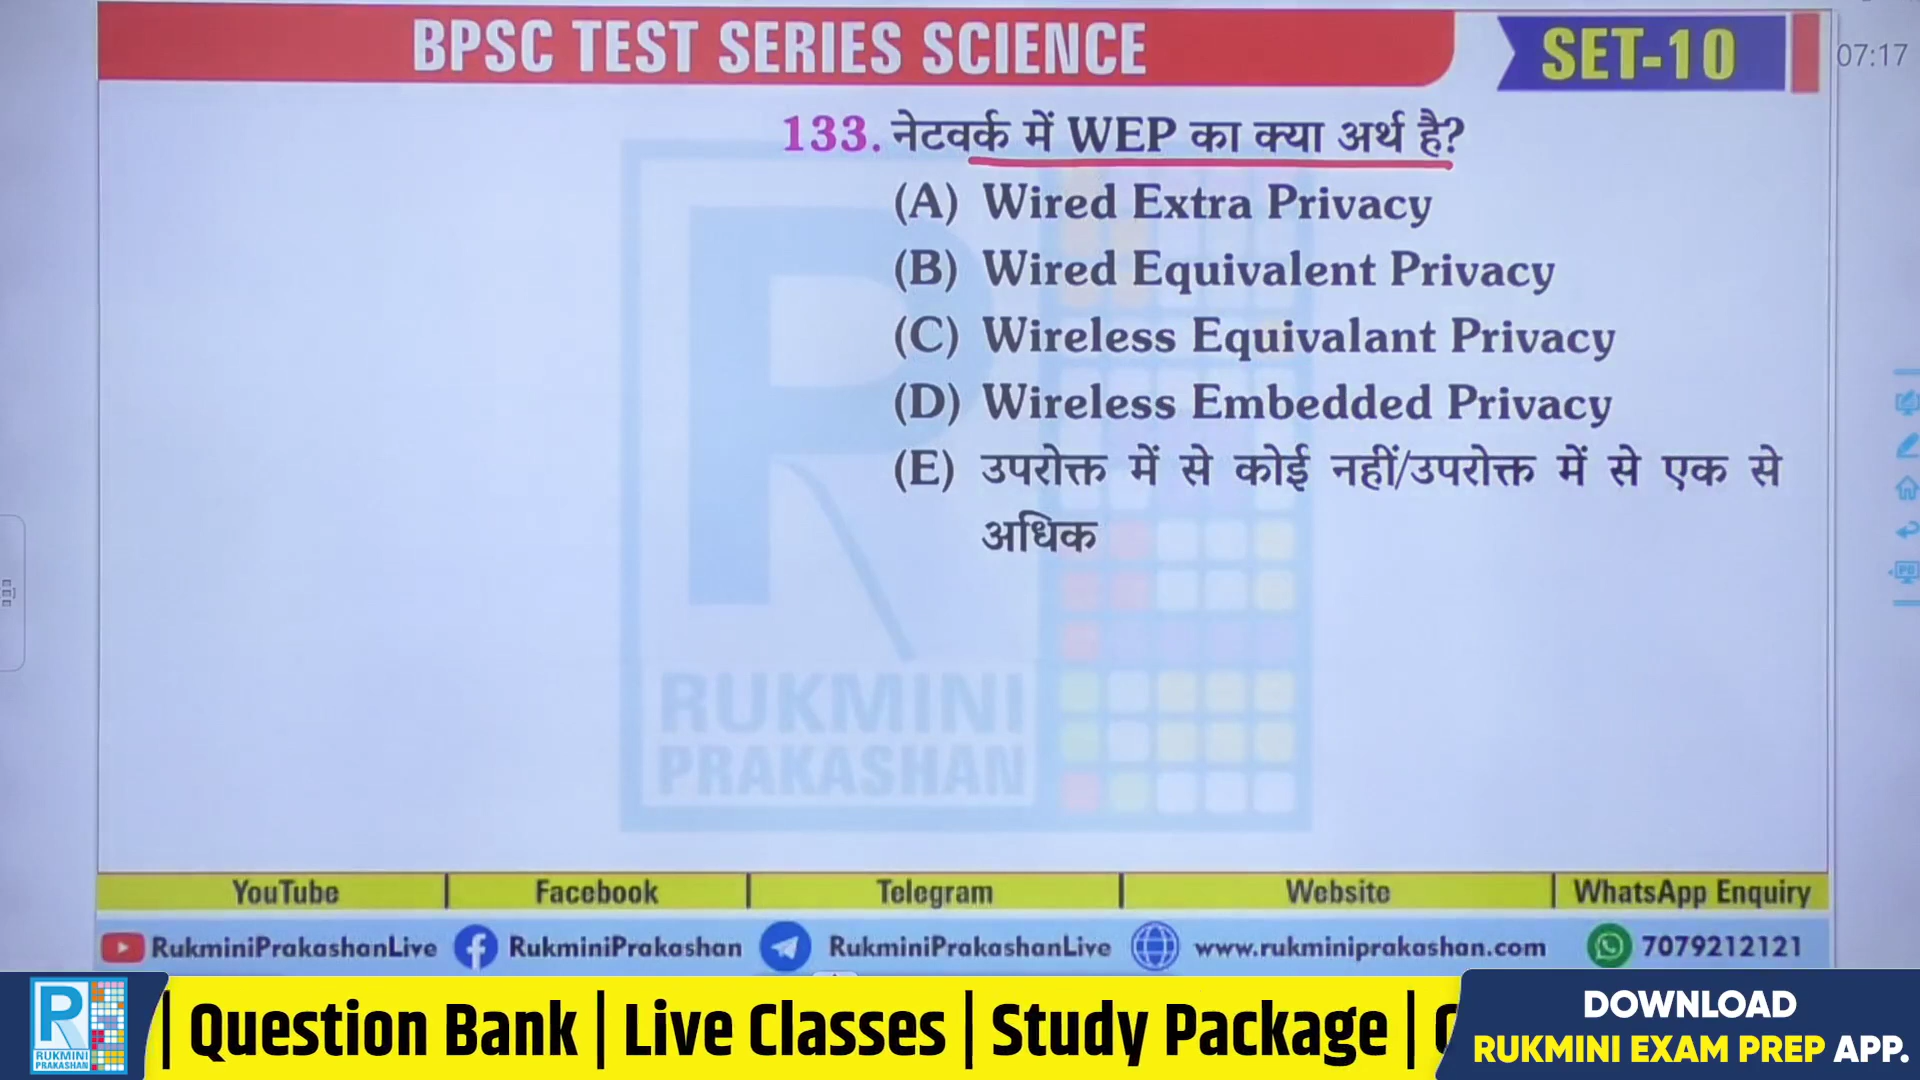 BPSC TEST SERIES SCIENCE
SET-10
07:17
133. नेटवर्क में WEP का क्या अर्थ है?
(A) Wired Extra Privacy
(B) Wired Equivalent Privacy
(C) Wireless Equivalant Privacy
(D) Wireless Embedded Privacy
(E) उपरोक्त में से कोई नहीं/उपरोक्त में से एक से
अधिक
RUKMINI
PRAKASHAN
YouTube | Facebook | Telegram | Website | WhatsApp Enquiry
RukminiPrakashanLive RukminiPrakashan RukminiPrakashanLive www.rukminiprakashan.com 7079212121
R
RUKMINI
PRAKASHAN
| Question Bank | Live Classes | Study Package |
DOWNLOAD
RUKMINI EXAM PREP APP.